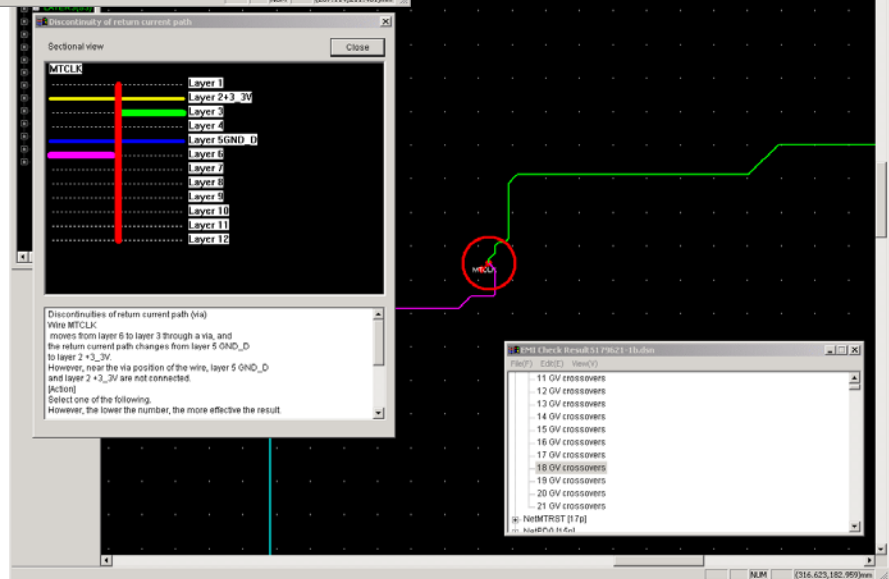 Discontinuity of return current path
Sectional view
Close
MTCLK
Layer 1
Layer 2+3_3V
Layer 3
Layer 4
Layer 5GND_D
Layer 6
Layer 7
Layer 8
Layer 9
Layer 10
Layer 11
Layer 12
Discontinuities of return current path (via)
Wire MTCLK
moves from layer 6 to layer 3 through a via, and
the return current path changes from layer 5 GND_D
to layer 2 +3_3V.
However, near the via position of the wire, layer 5 GND_D
and layer 2 +3_3V are not connected.
[Action]
Select one of the following.
However, the lower the number, the more effective the result.
MTCLK
EMI Check Result:5179621-1b.dsn
File(F) Edit(E) View(V)
11 GV crossovers
12 GV crossovers
13 GV crossovers
14 GV crossovers
15 GV crossovers
16 GV crossovers
17 GV crossovers
18 GV crossovers
19 GV crossovers
20 GV crossovers
21 GV crossovers
NetMTRST [17p]
NUM
(316.623,182.959)mm